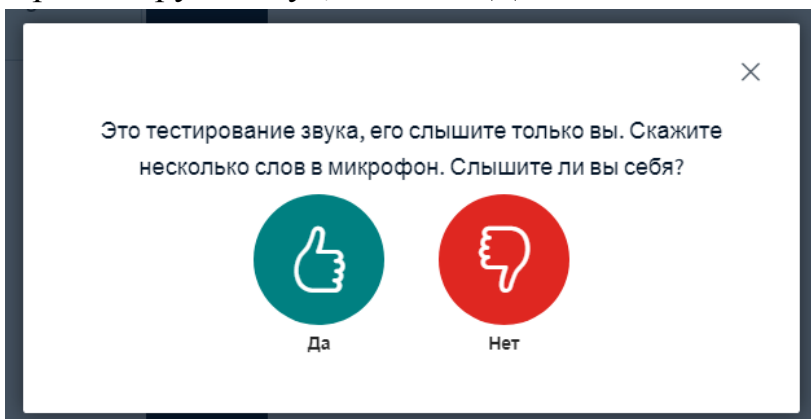 Это тестирование звука, его слышите только вы. Скажите
несколько слов в микрофон. Слышите ли вы себя?
Да
Нет